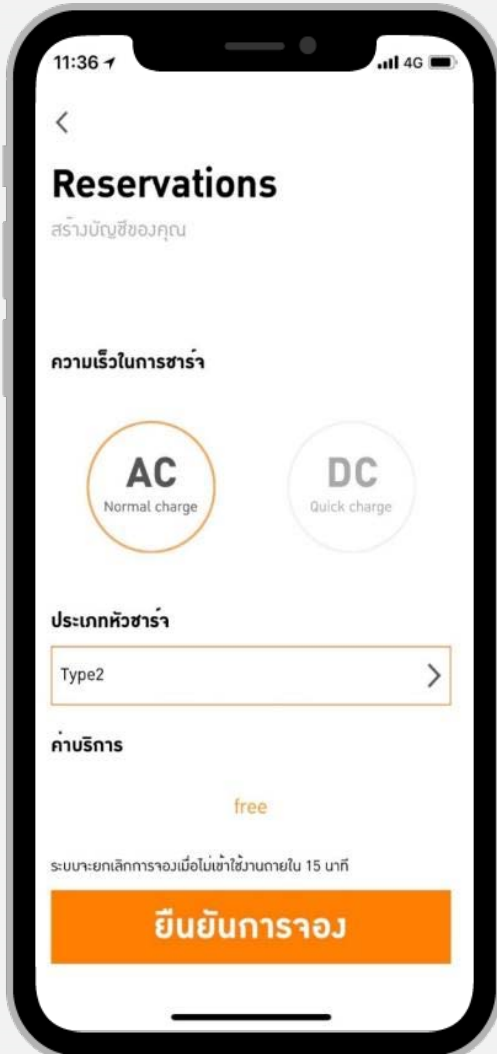 11:36
4G
Reservations
สร้างบัญชีของคุณ
ความเร็วในการชาร์จ
AC
Normal charge
DC
Quick charge
ประเภทหัวชาร์จ
Type2
ค่าบริการ
free
ระบบจะยกเลิกการจองเมื่อไม่เข้าใช้งานภายใน 15 นาที
ยืนยันการจอง